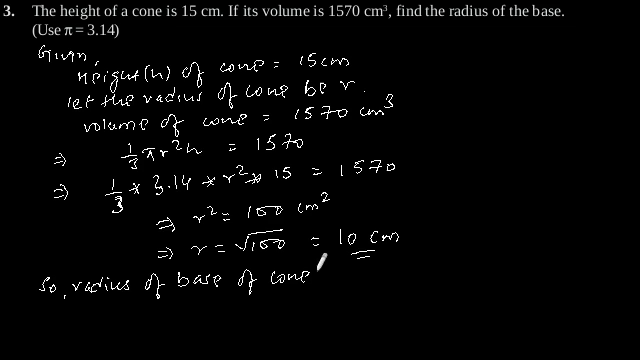 3. The height of a cone is 15 cm. If its volume is 1570 cm³, find the radius of the base.
(Use π = 3.14)
Given,
Height(h) of cone = 15cm
let the radius of cone be r.
volume of cone = 1570 cm³
⇒ 1/3 πr²h = 1570
⇒ 1/3 * 3.14 * r² * 15 = 1570
⇒ r² = 100 cm²
⇒ r = √100 = 10 cm
So, radius of base of cone